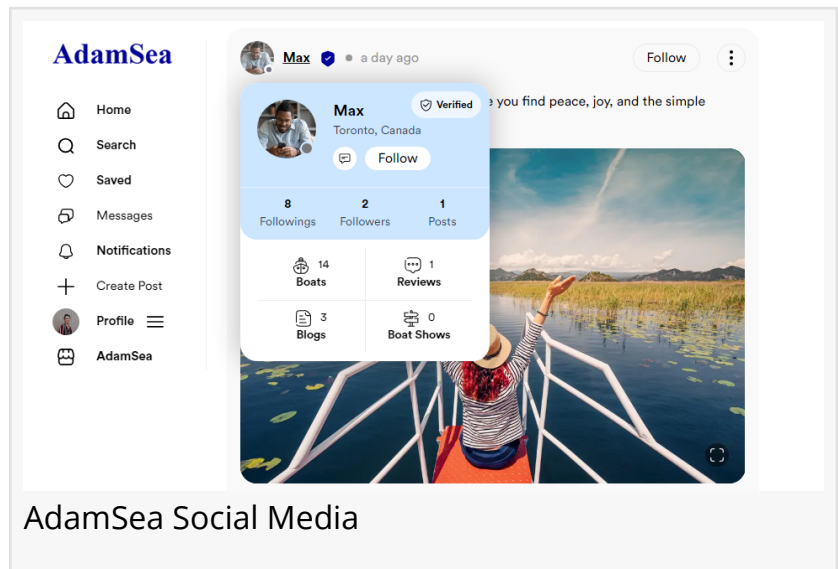 AdamSea
Home
Search
Saved
Messages
Notifications
Create Post
Profile
AdamSea
Max a day ago Follow
e you find peace, joy, and the simple
Max Verified
Toronto, Canada
Follow
8 2 1
Followings Followers Posts
14 1
Boats Reviews
3 0
Blogs Boat Shows
AdamSea Social Media